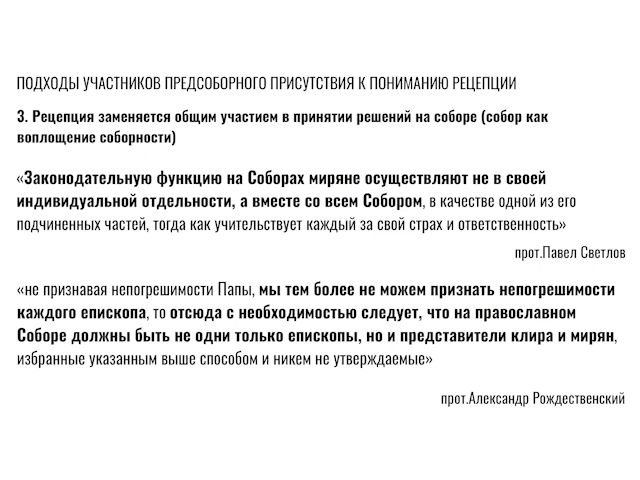 ПОДХОДЫ УЧАСТНИКОВ ПРЕДСОБОРНОГО ПРИСУТСТВИЯ К ПОНИМАНИЮ РЕЦЕПЦИИ
3. Рецепция заменяется общим участием в принятии решений на соборе (собор как
воплощение соборности)
«Законодательную функцию на Соборах миряне осуществляют не в своей
индивидуальной отдельности, а вместе со всем Собором, в качестве одной из его
подчиненных частей, тогда как учительствует каждый за свой страх и ответственность»
прот.Павел Светлов
«не признавая непогрешимости Папы, мы тем более не можем признать непогрешимости
каждого епископа, то отсюда с необходимостью следует, что на православном
Соборе должны быть не одни только епископы, но и представители клира и мирян,
избранные указанным выше способом и никем не утверждаемые»
прот.Александр Рождественский